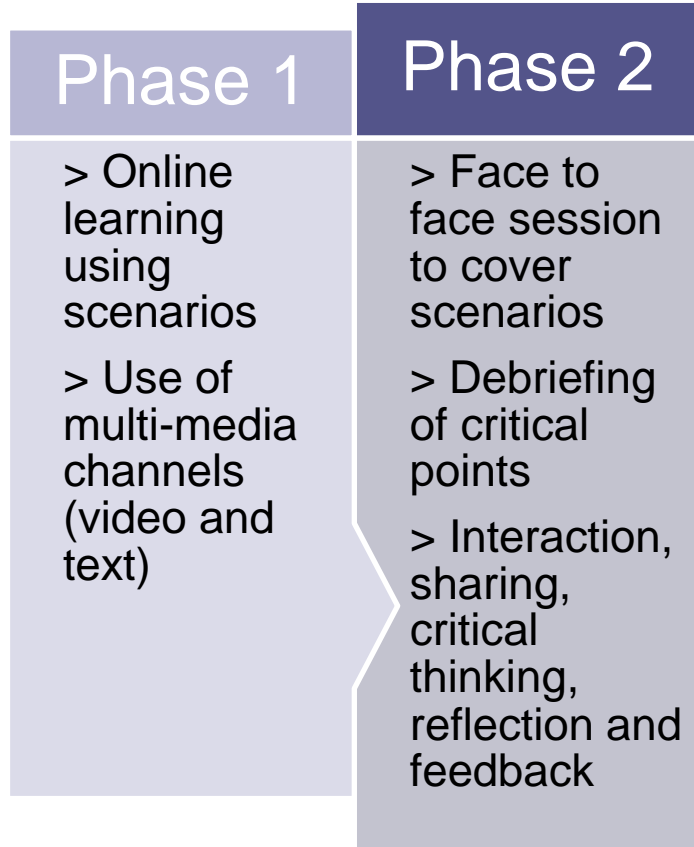 Phase 1
> Online
learning
using
scenarios
> Use of
multi-media
channels
(video and
text)
Phase 2
> Face to
face session
to cover
scenarios
> Debriefing
of critical
points
> Interaction,
sharing,
critical
thinking,
reflection and
feedback